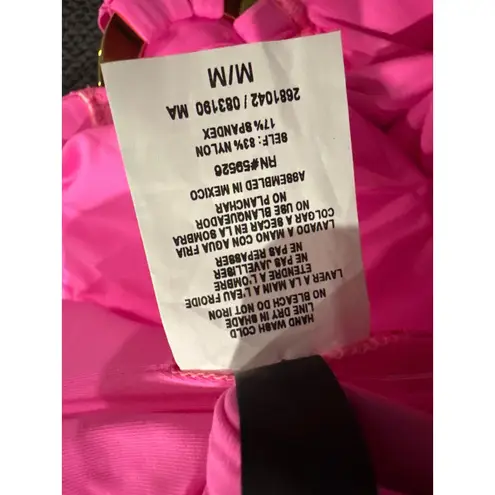 HAND WASH COLD
LINE DRY IN SHADE
NO BLEACH DO NOT IRON
LAVER A LA MAIN A L'EAU FROIDE
ETENDRE A L'OMBRE
NE PAS JAVELLISER
NE PAS REPASSER
LAVADO A MANO CON AGUA FRIA
COLGAR A SECAR EN LA SOMBRA
NO USE BLANQUEADOR
NO PLANCHAR
ASSEMBLED IN MEXICO
RN#59526
SELF: 83% NYLON
17% SPANDEX
2681042 / 083190 MA
M/M